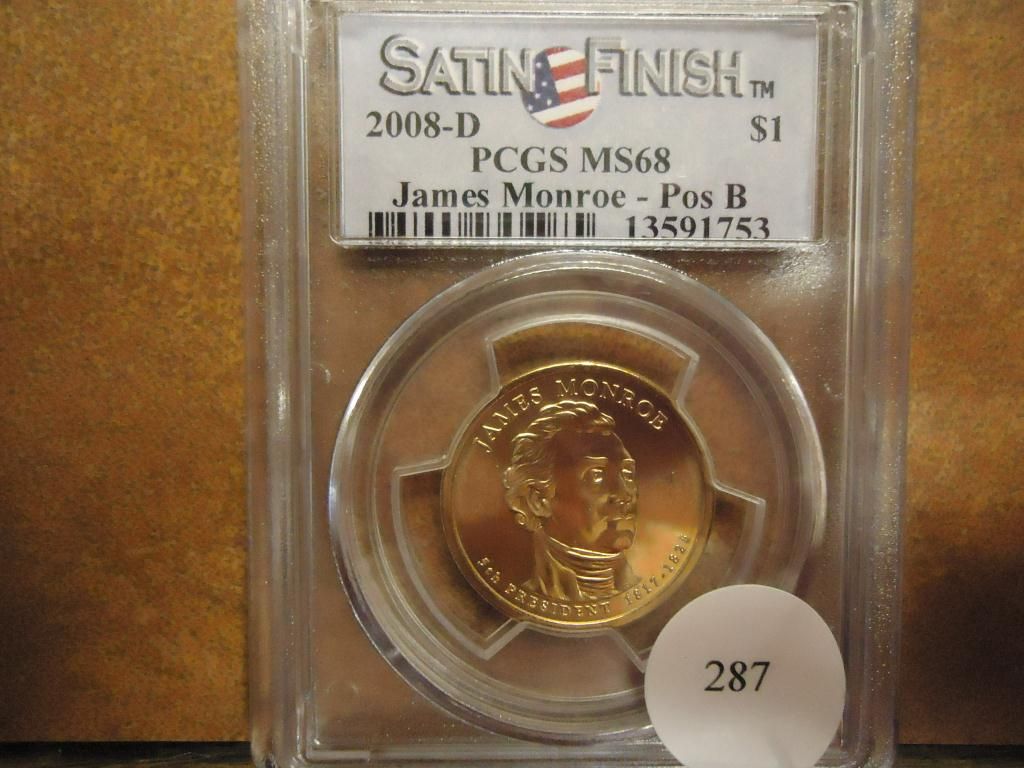 SATIN FINISH™
2008-D $1
PCGS MS68
James Monroe - Pos B
13591753
JAMES MONROE
5th PRESIDENT 1817-1825
287